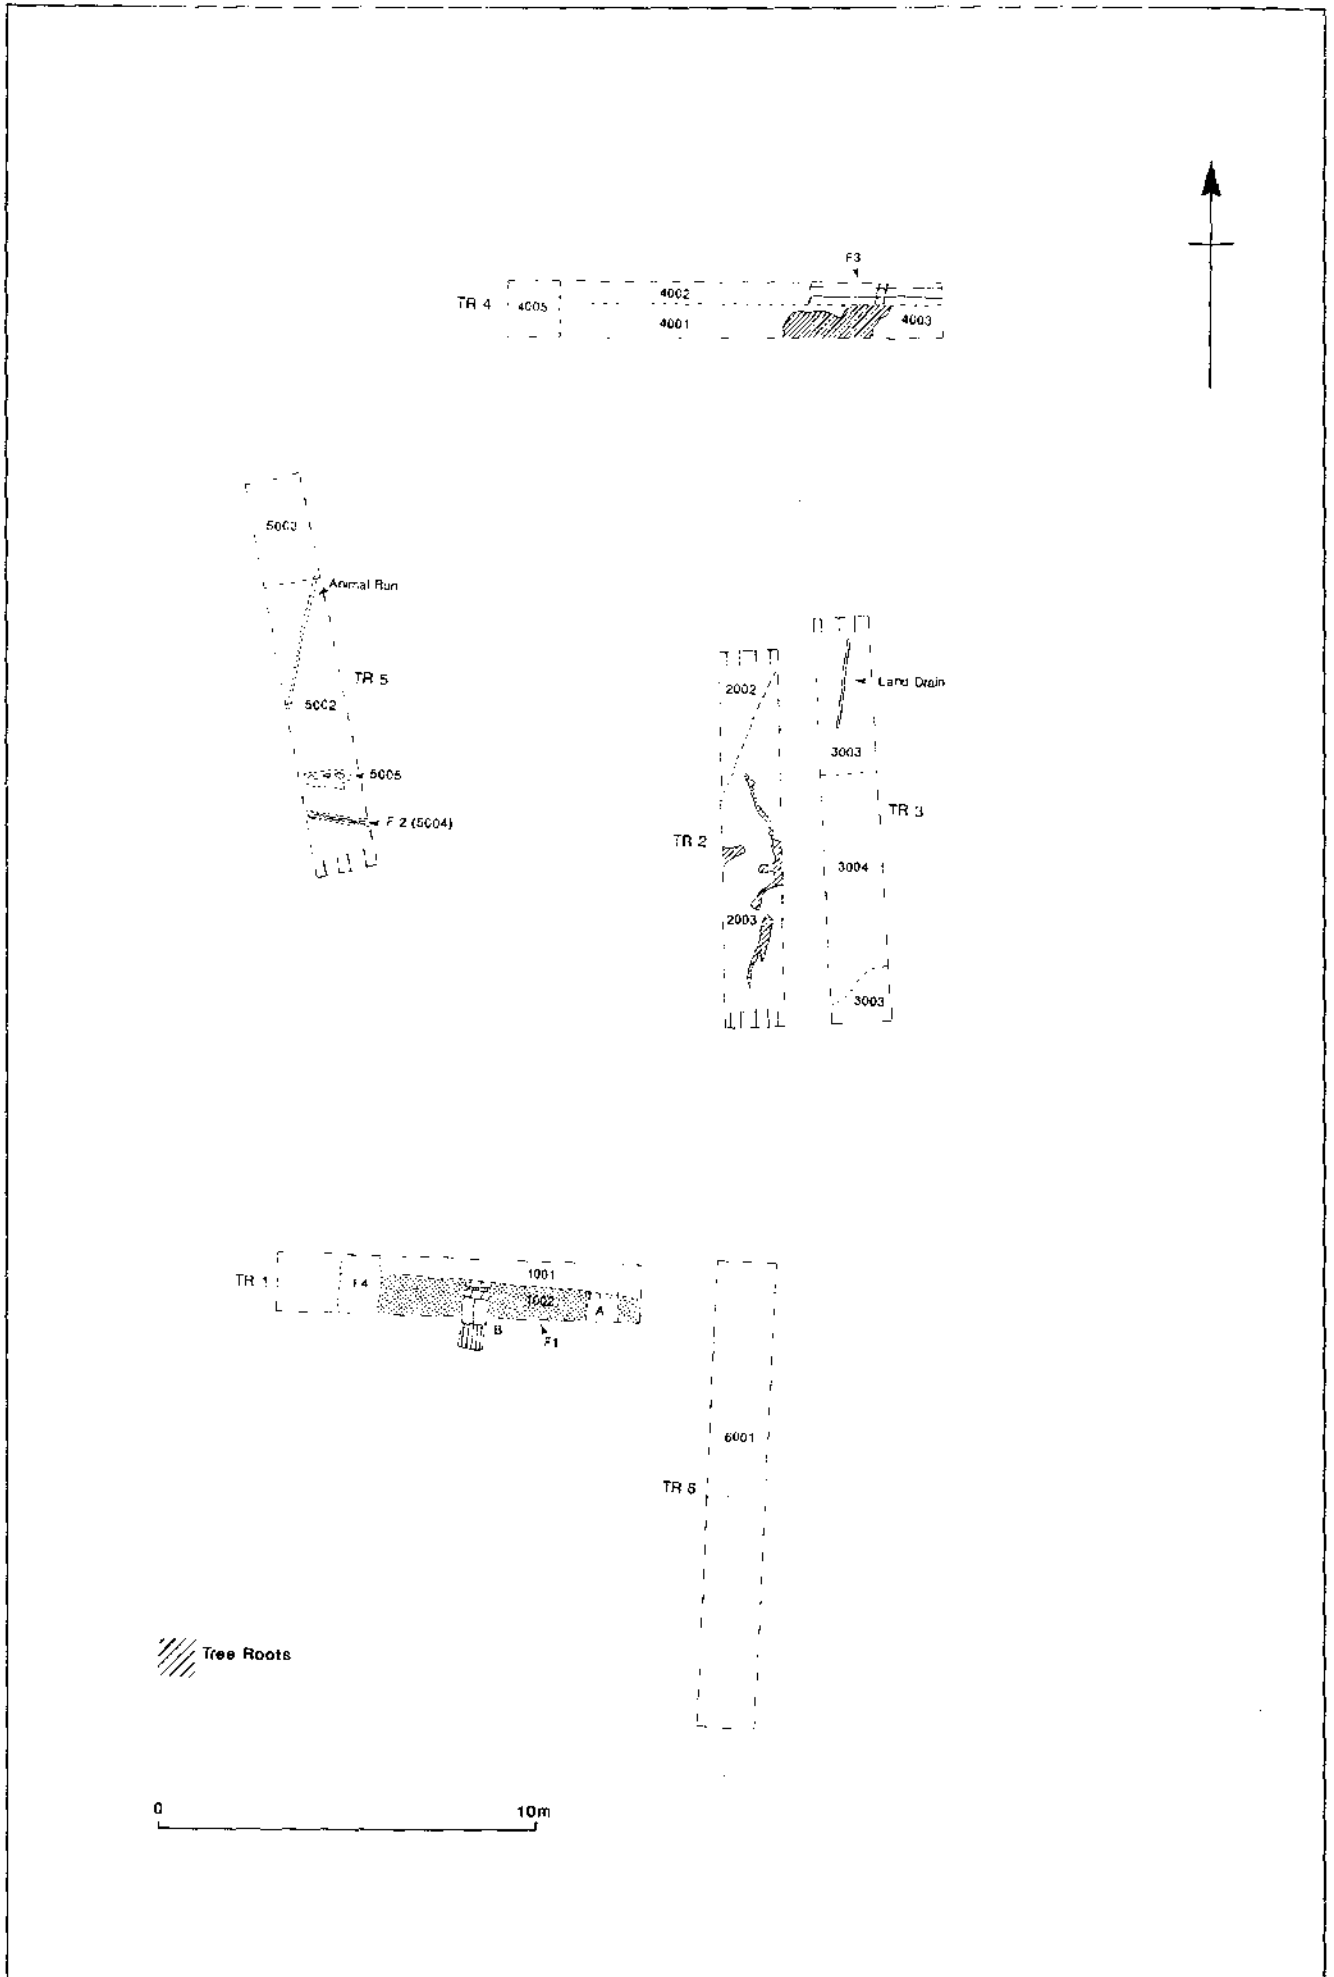 F3
TR 4
4005
4002
4001
4003
5003
Animal Run
TR 5
5002
5005
F 2 (5004)
2002
TR 2
2003
Land Drain
3003
TR 3
3004
3003
TR 1
F4
1001
1002
A
B
F1
6001
TR 6
Tree Roots
0
10m